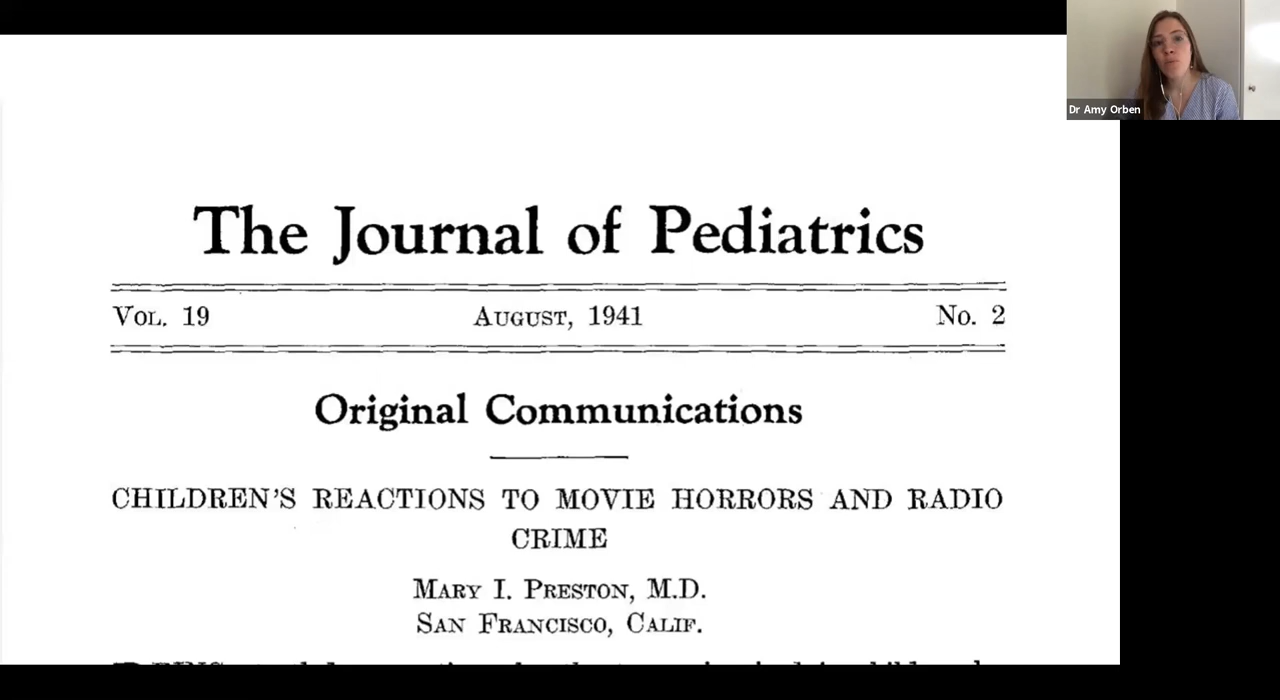 Dr Amy Orben
The Journal of Pediatrics
VOL. 19 AUGUST, 1941 No. 2
Original Communications
CHILDREN'S REACTIONS TO MOVIE HORRORS AND RADIO
CRIME
MARY I. PRESTON, M.D.
SAN FRANCISCO, CALIF.